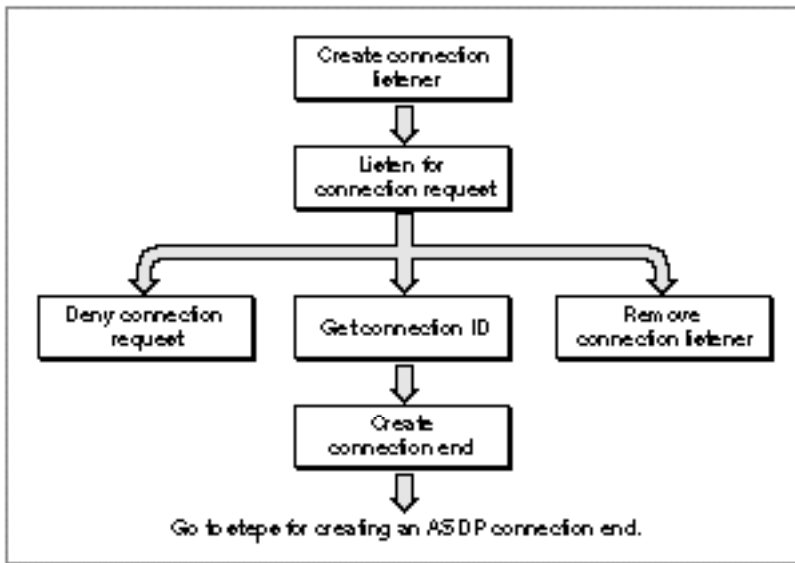 Create connection
listener
Listen for
connection request
Deny connection
request
Get connection ID
Remove
connection listener
Create
connection end
Go to steps for creating an ASDP connection end.